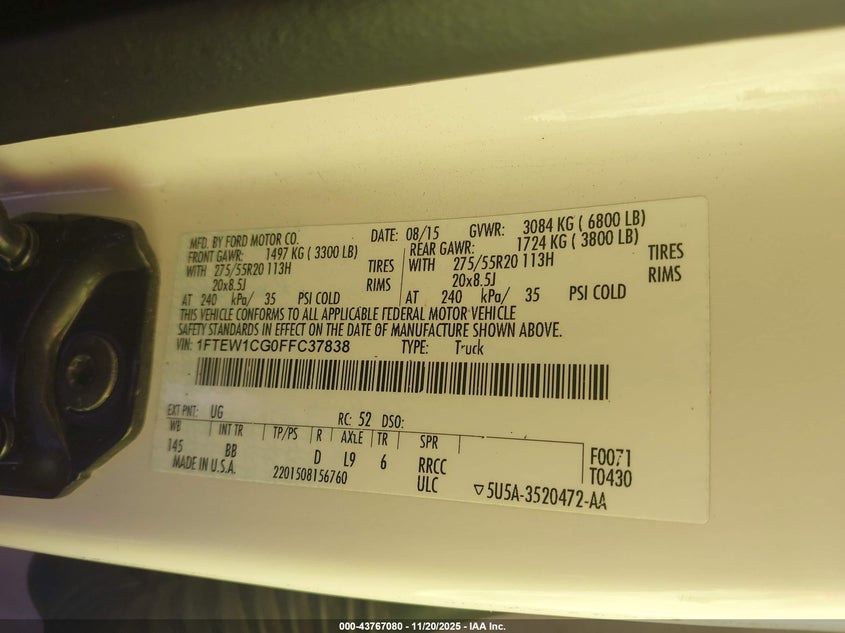 MFD. BY FORD MOTOR CO. DATE: 08/15 GVWR: 3084 KG ( 6800 LB)
FRONT GAWR: 1497 KG ( 3300 LB) REAR GAWR: 1724 KG ( 3800 LB)
WITH 275/55R20 113H TIRES WITH 275/55R20 113H TIRES
20x8.5J RIMS 20x8.5J RIMS
AT 240 kPa/ 35 PSI COLD AT 240 kPa/ 35 PSI COLD
THIS VEHICLE CONFORMS TO ALL APPLICABLE FEDERAL MOTOR VEHICLE
SAFETY STANDARDS IN EFFECT ON THE DATE OF MANUFACTURE SHOWN ABOVE.
VIN: 1FTEW1CG0FFC37838 TYPE: Truck
EXT PNT: UG RC: 52 DSO:
WB INT TR TP/PS R AXLE TR SPR
145 BB D L9 6 RRCC F0071
MADE IN U.S.A. 2201508156760 ULC T0430
▽5U5A-3520472-AA
000-43767080 - 11/20/2025 - IAA Inc.